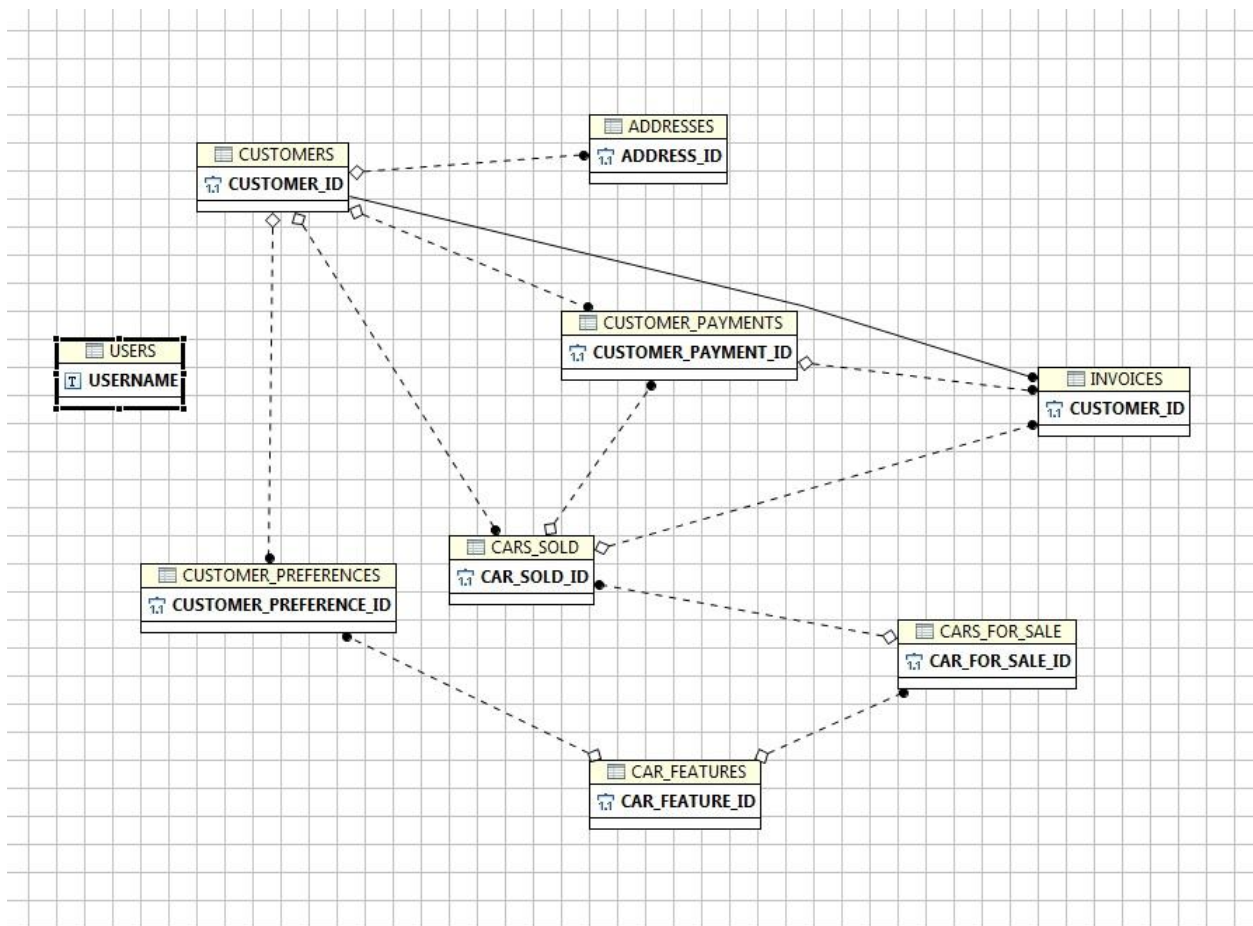 ADDRESSES
ADDRESS_ID
CUSTOMERS
CUSTOMER_ID
CUSTOMER_PAYMENTS
CUSTOMER_PAYMENT_ID
USERS
USERNAME
INVOICES
CUSTOMER_ID
CARS_SOLD
CAR_SOLD_ID
CUSTOMER_PREFERENCES
CUSTOMER_PREFERENCE_ID
CARS_FOR_SALE
CAR_FOR_SALE_ID
CAR_FEATURES
CAR_FEATURE_ID